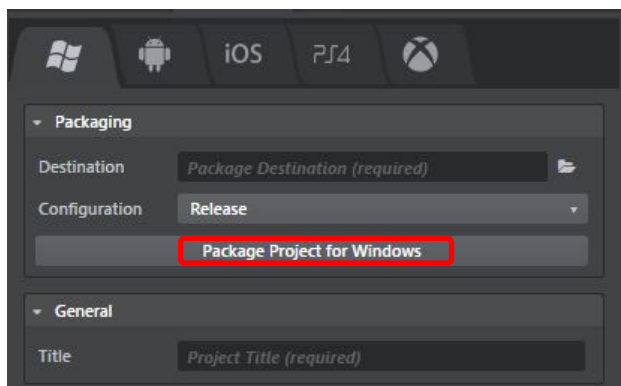 iOS PS4
Packaging
Destination Package Destination (required)
Configuration Release
Package Project for Windows
General
Title Project Title (required)